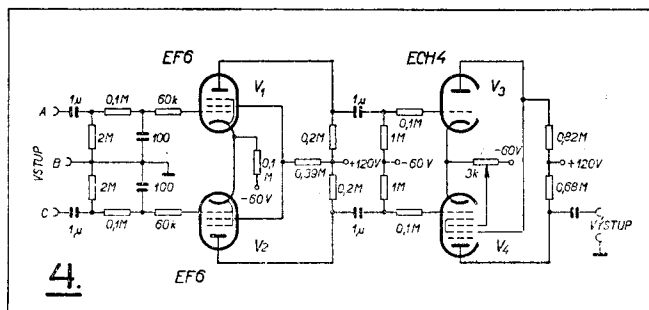 EF6
ECH4
1μ
0,1M
60k
V1
1μ
0,1M
V3
A
2M
100
0,2M
1M
0,82M
VSTUP
B
0,1
M
-60V
0,39M
+120V
-60V
-60V
3k
+120V
2M
100
0,2M
1M
0,68M
C
1μ
0,1M
60k
V2
1μ
0,1M
V4
VÝSTUP
4.
EF6